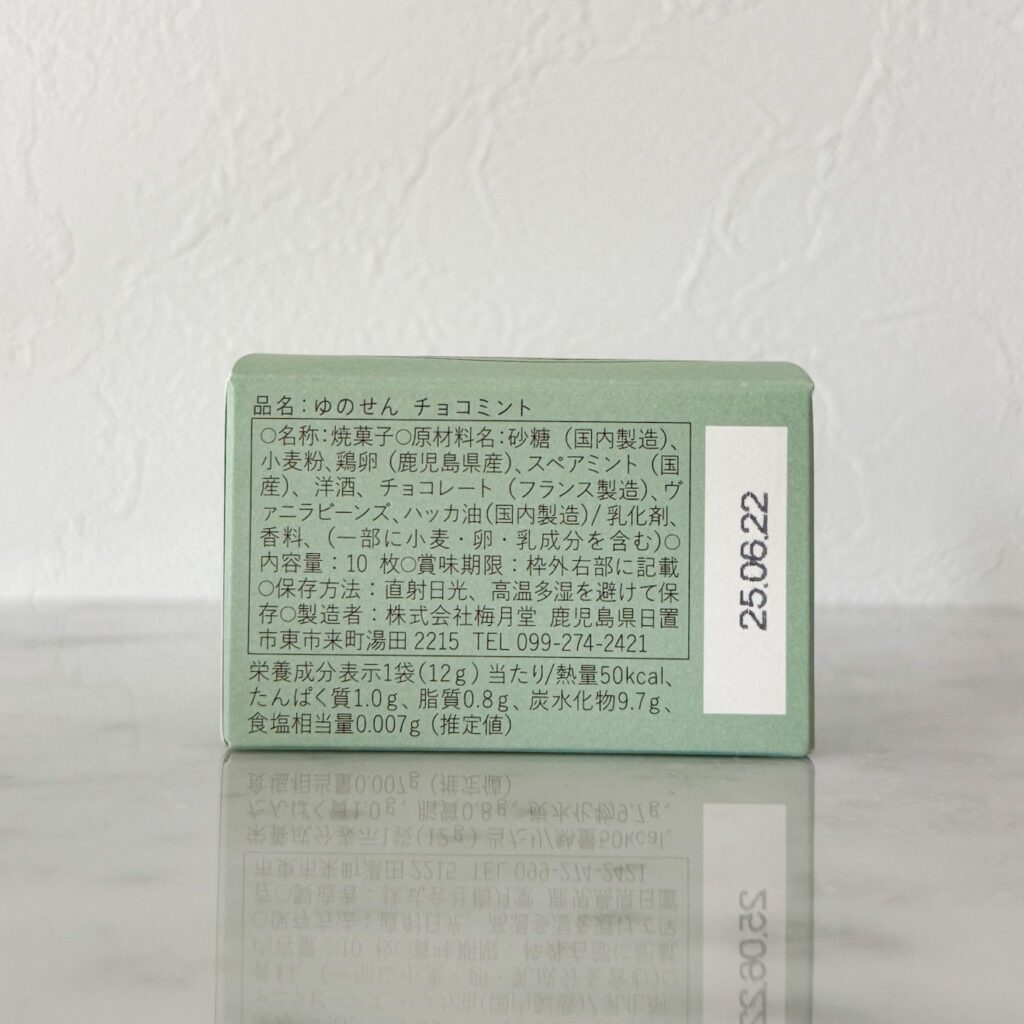 品名：ゆのせん チョコミント
○名称：焼菓子○原材料名：砂糖（国内製造）、
小麦粉、鶏卵（鹿児島県産）、スペアミント（国
産）、洋酒、チョコレート（フランス製造）、ヴ
ァニラビーンズ、ハッカ油（国内製造）/ 乳化剤、
香料、（一部に小麦・卵・乳成分を含む）○
内容量：10 枚○賞味期限：枠外右部に記載
○保存方法：直射日光、高温多湿を避けて保
存○製造者：株式会社梅月堂 鹿児島県日置
市東市来町湯田 2215 TEL 099-274-2421
栄養成分表示1袋（12g）当たり/熱量50kcal、
たんぱく質1.0g、脂質0.8g、炭水化物9.7g、
食塩相当量0.007g（推定値）
25.06.22